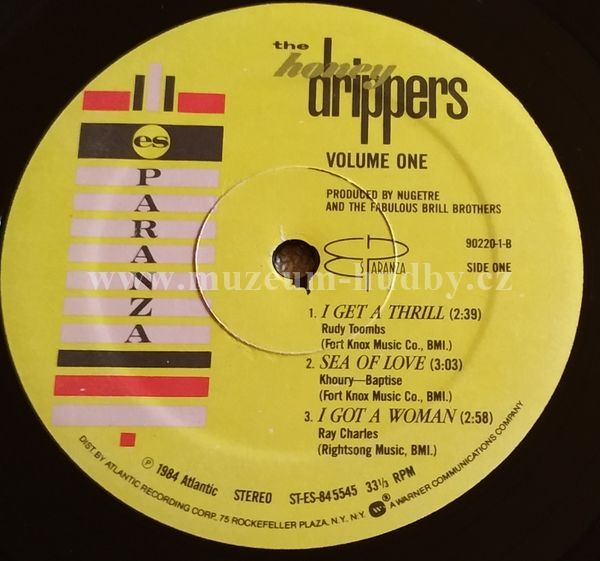 the
honey
drippers
VOLUME ONE
PRODUCED BY NUGETRE
AND THE FABULOUS BRILL BROTHERS
es
PARANZA
ESPARANZA
90220-1-B
SIDE ONE
www.muzeum-hudby.cz
1. I GET A THRILL (2:39)
Rudy Toombs
(Fort Knox Music Co., BMI.)
2. SEA OF LOVE (3:03)
Khoury—Baptise
(Fort Knox Music Co., BMI.)
3. I GOT A WOMAN (2:58)
Ray Charles
(Rightsong Music, BMI.)
Ⓟ 1984 Atlantic STEREO ST-ES-845545 33⅓ RPM
DIST. BY ATLANTIC RECORDING CORP., 75 ROCKEFELLER PLAZA, N.Y. N.Y. A WARNER COMMUNICATIONS COMPANY